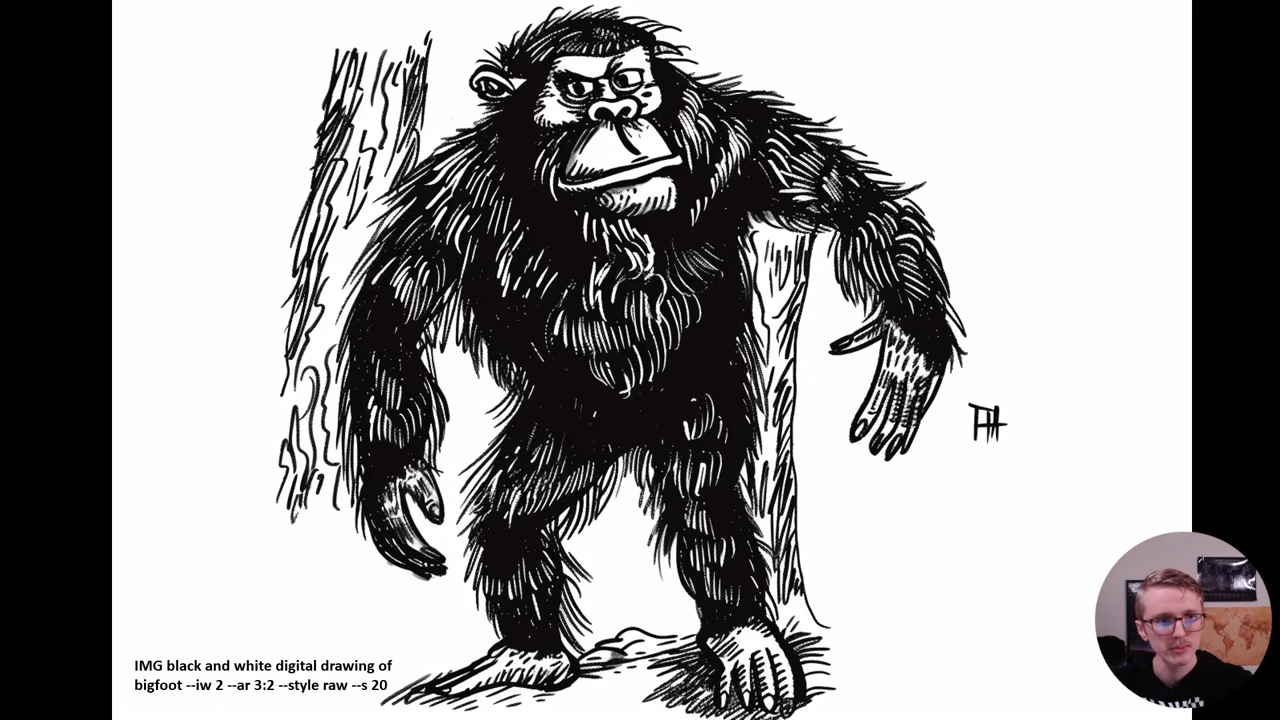 IMG black and white digital drawing of
bigfoot --iw 2 --ar 3:2 --style raw --s 20